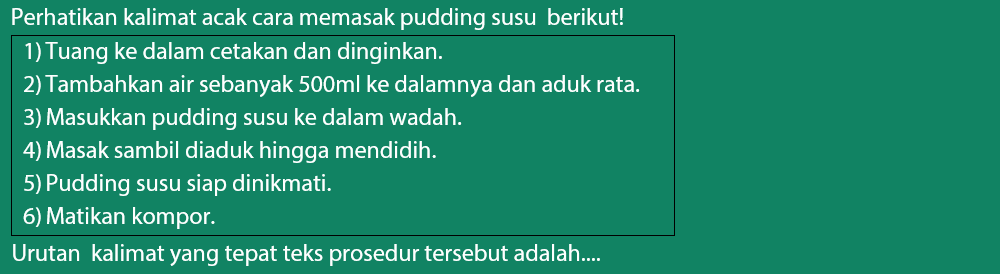 Perhatikan kalimat acak cara memasak pudding susu  berikut!
1) Tuang ke dalam cetakan dan dinginkan.
2) Tambahkan air sebanyak 500ml ke dalamnya dan aduk rata.
3) Masukkan pudding susu ke dalam wadah.
4) Masak sambil diaduk hingga mendidih.
5) Pudding susu siap dinikmati.
6) Matikan kompor.
Urutan  kalimat yang tepat teks prosedur tersebut adalah....